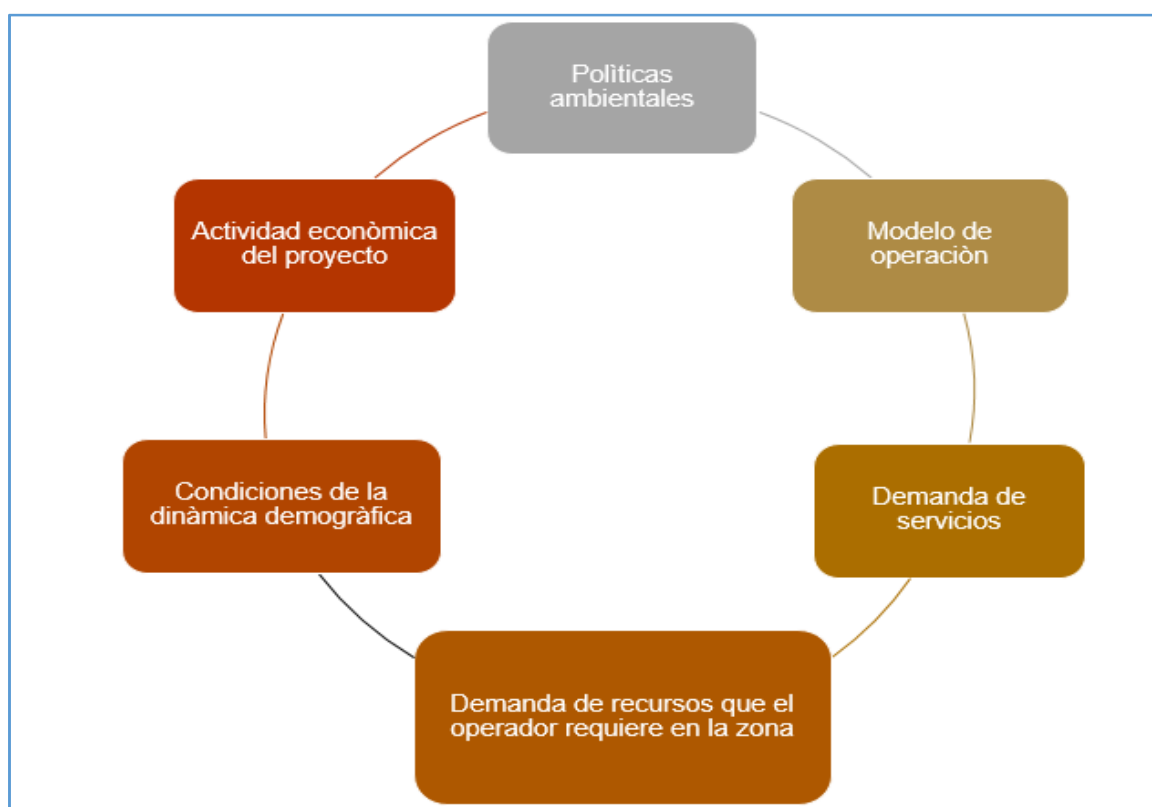 Polìticas
ambientales
Actividad econòmica
del proyecto
Modelo de
operaciòn
Condiciones de la
dinàmica demogràfica
Demanda de
servicios
Demanda de recursos que el
operador requiere en la zona